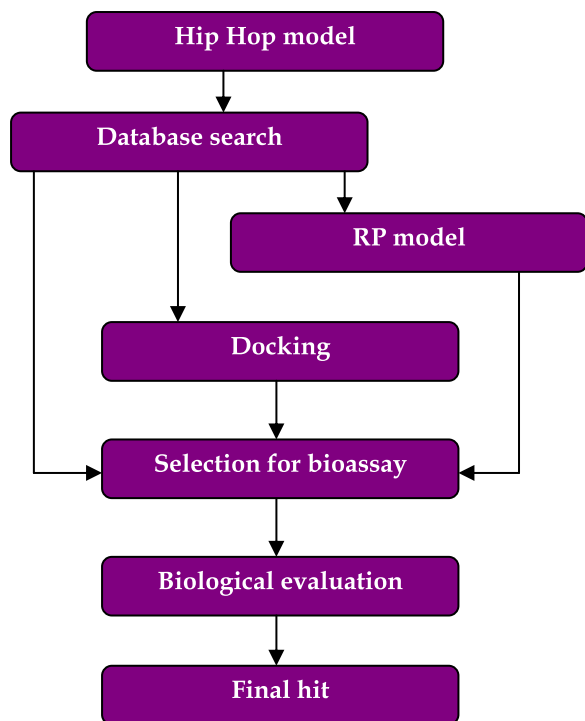 Hip Hop model
Database search
RP model
Docking
Selection for bioassay
Biological evaluation
Final hit